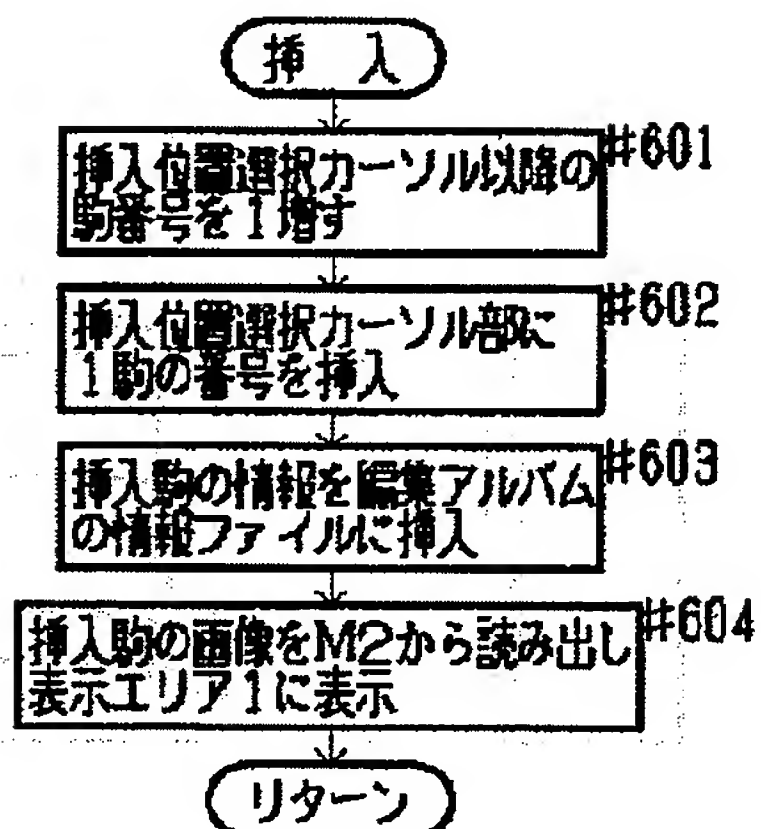 挿 入
挿入位置選択カーソル以降の #601
駒番号を1増す
挿入位置選択カーソル部に #602
1駒の番号を挿入
挿入駒の情報を編集アルバム #603
の情報ファイルに挿入
挿入駒の画像をM2から読み出し #604
表示エリア1に表示
リターン